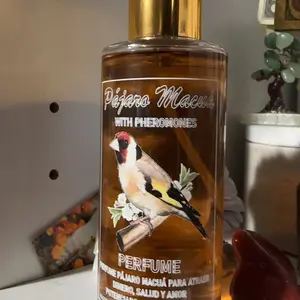 Pájaro Macuá
WITH PHEROMONES
PERFUME
PERFUME PÁJARO MACUÁ PARA ATRAER
DINERO, SALUD Y AMOR